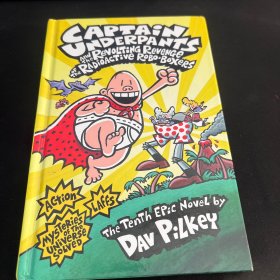 CAPTAIN
UNDERPANTS
AND THE REVOLTING REVENGE
OF THE RADIOACTIVE ROBO-BOXERS
ACTION
LAFFS
MYSTERIES
OF THE
UNIVERSE
SOLVED
THE TENTH EPIC NOVEL BY
DAV PILKEY